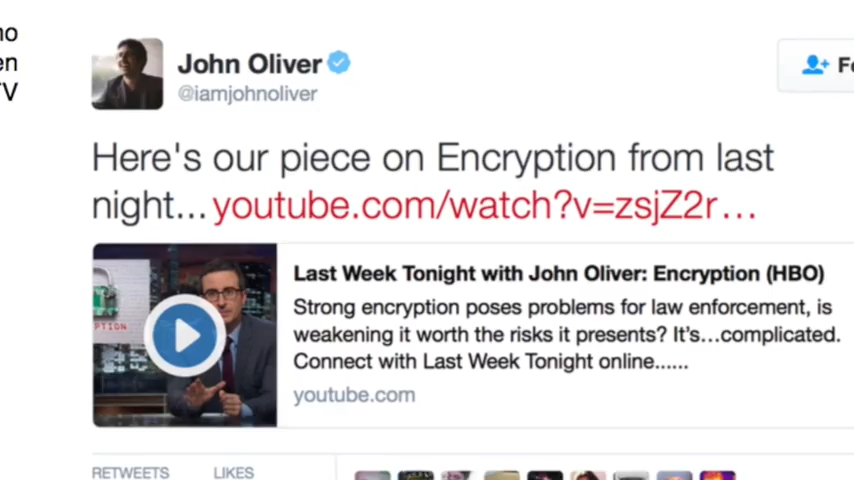 John Oliver
@iamjohnoliver
Here's our piece on Encryption from last
night... youtube.com/watch?v=zsjZ2r...
Last Week Tonight with John Oliver: Encryption (HBO)
Strong encryption poses problems for law enforcement, is
weakening it worth the risks it presents? It's...complicated.
Connect with Last Week Tonight online......
youtube.com
RETWEETS
LIKES